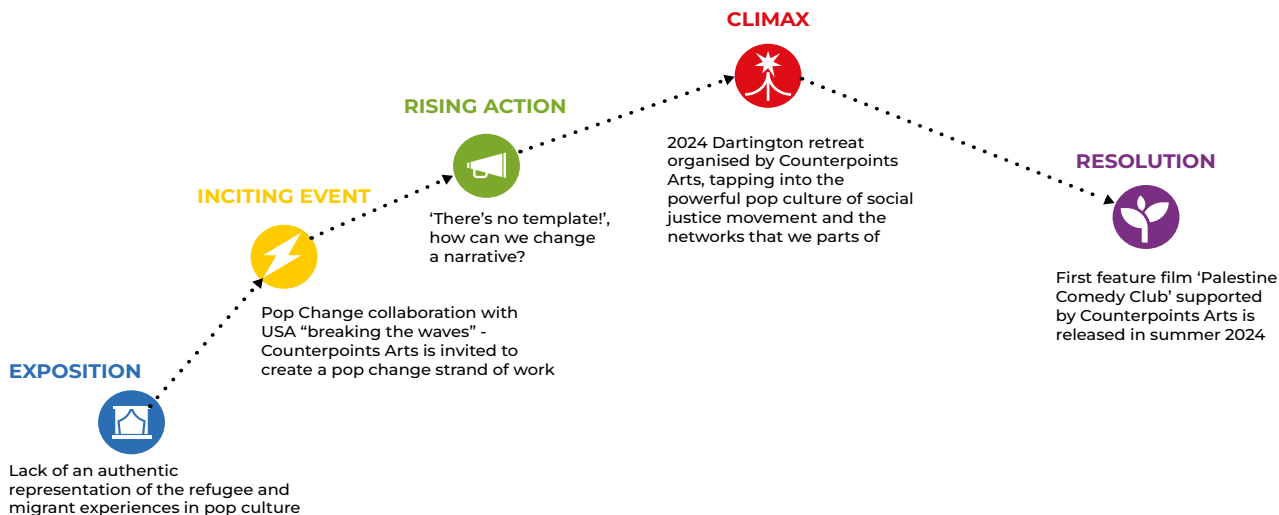 EXPOSITION
Lack of an authentic
representation of the refugee and
migrant experiences in pop culture
INCITING EVENT
Pop Change collaboration with
USA “breaking the waves” -
Counterpoints Arts is invited to
create a pop change strand of work
RISING ACTION
‘There’s no template!’,
how can we change
a narrative?
CLIMAX
2024 Dartington retreat
organised by Counterpoints
Arts, tapping into the
powerful pop culture of social
justice movement and the
networks that we parts of
RESOLUTION
First feature film ‘Palestine
Comedy Club’ supported
by Counterpoints Arts is
released in summer 2024